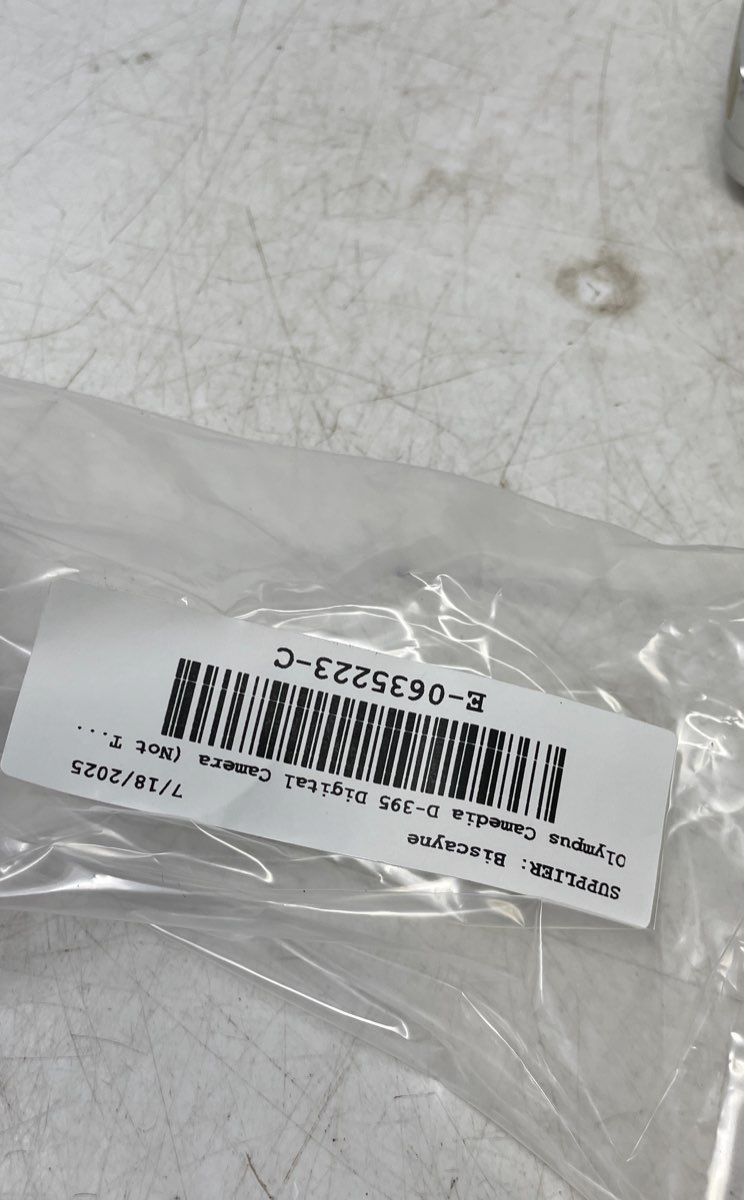 SUPPLIER: Biscayne
Olympus Camedia D-395 Digital Camera (Not T...
7/18/2025
E-0635223-C